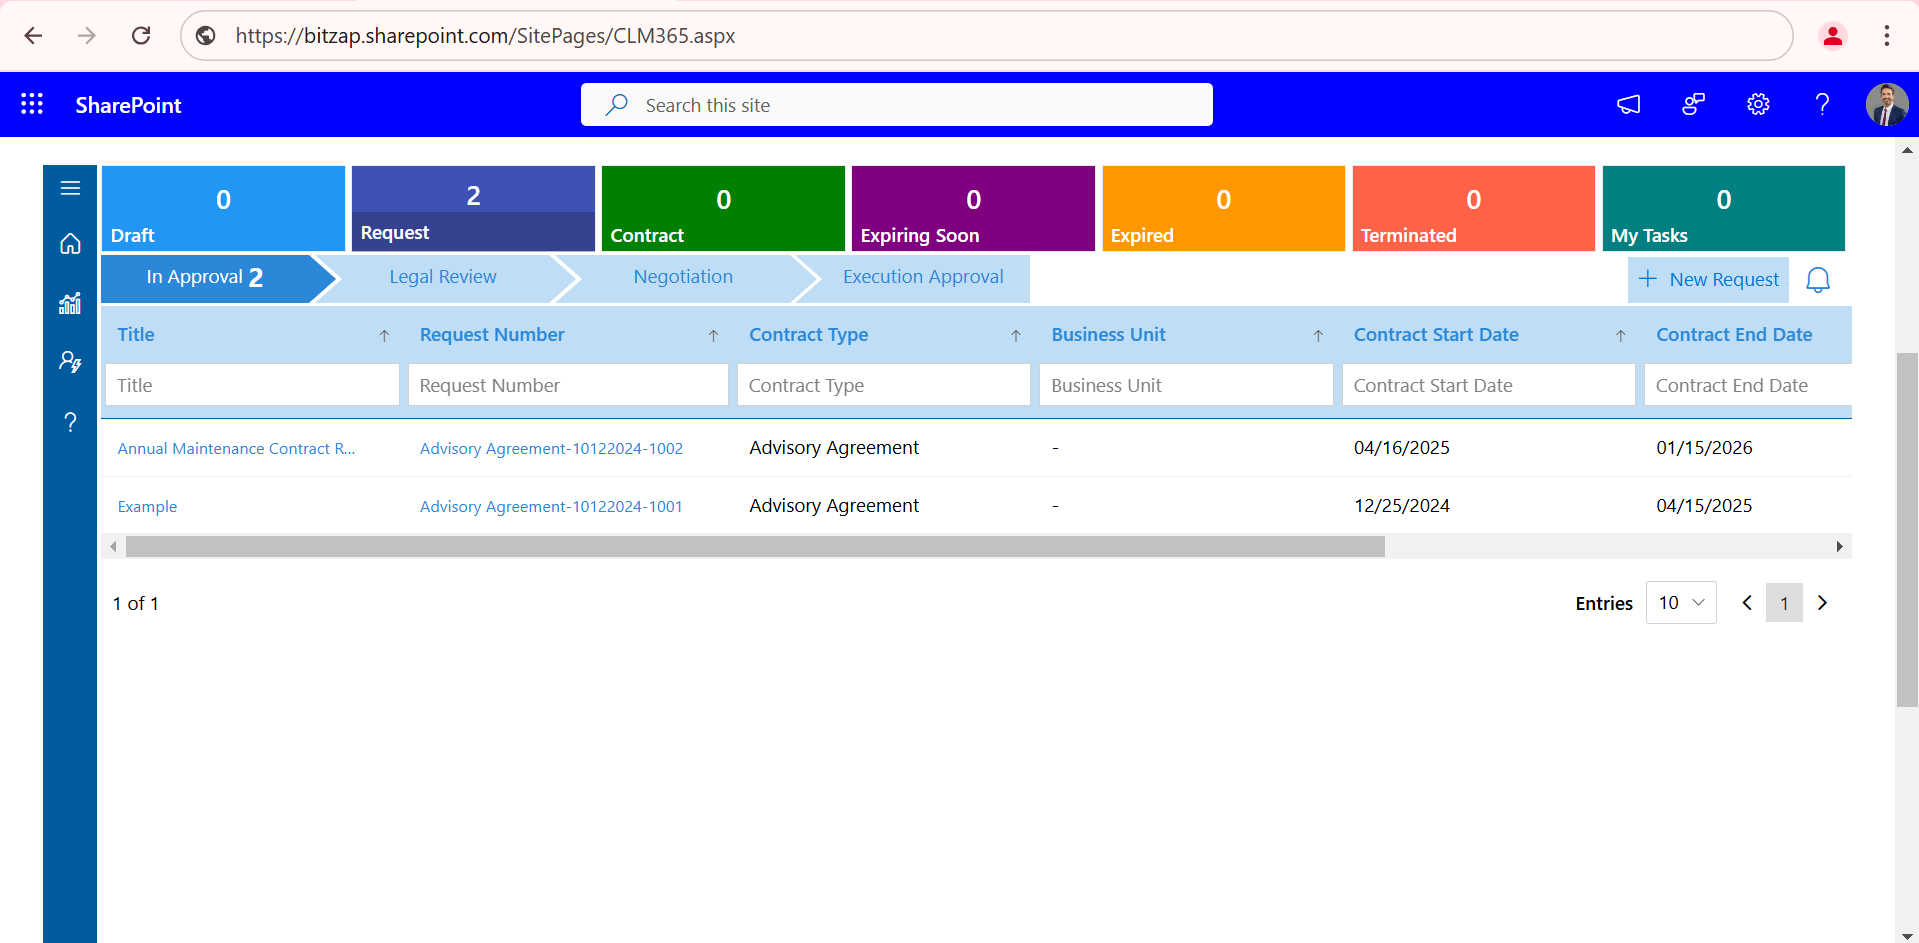 https://bitzap.sharepoint.com/SitePages/CLM365.aspx
SharePoint
Search this site
0
Draft
2
Request
0
Contract
0
Expiring Soon
0
Expired
0
Terminated
0
My Tasks
In Approval 2
Legal Review
Negotiation
Execution Approval
New Request
Title
Request Number
Contract Type
Business Unit
Contract Start Date
Contract End Date
Title
Request Number
Contract Type
Business Unit
Contract Start Date
Contract End Date
Annual Maintenance Contract R...
Advisory Agreement-10122024-1002
Advisory Agreement
-
04/16/2025
01/15/2026
Example
Advisory Agreement-10122024-1001
Advisory Agreement
-
12/25/2024
04/15/2025
1 of 1
Entries
10
1